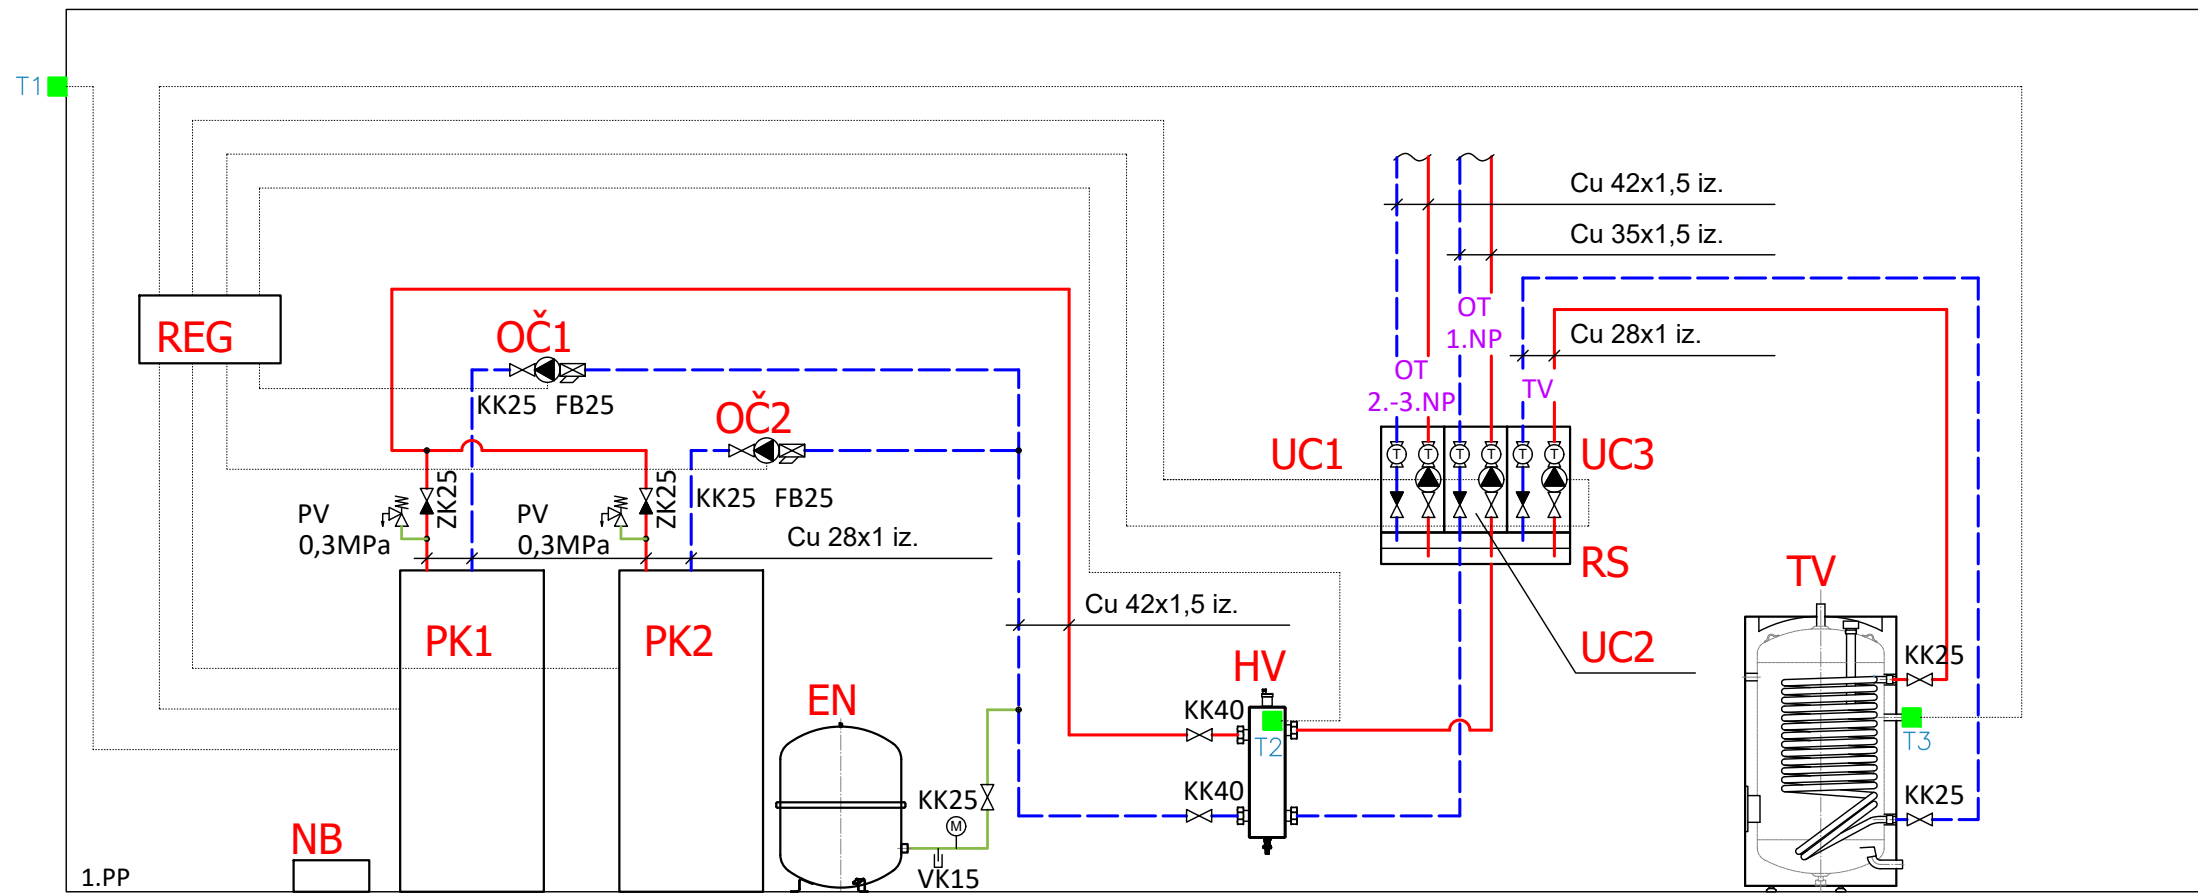 T1
Cu 42x1,5 iz.
Cu 35x1,5 iz.
OT
1.NP
REG
OČ1
Cu 28x1 iz.
OT
2.-3.NP
TV
KK25
FB25
OČ2
UC1
T
T
T
T
T
T
UC3
ZK25
ZK25
KK25
FB25
PV
0,3MPa
PV
0,3MPa
Cu 28x1 iz.
RS
TV
Cu 42x1,5 iz.
PK1
PK2
UC2
KK25
HV
EN
KK40
T2
T3
KK40
KK25
KK25
M
NB
VK15
1.PP